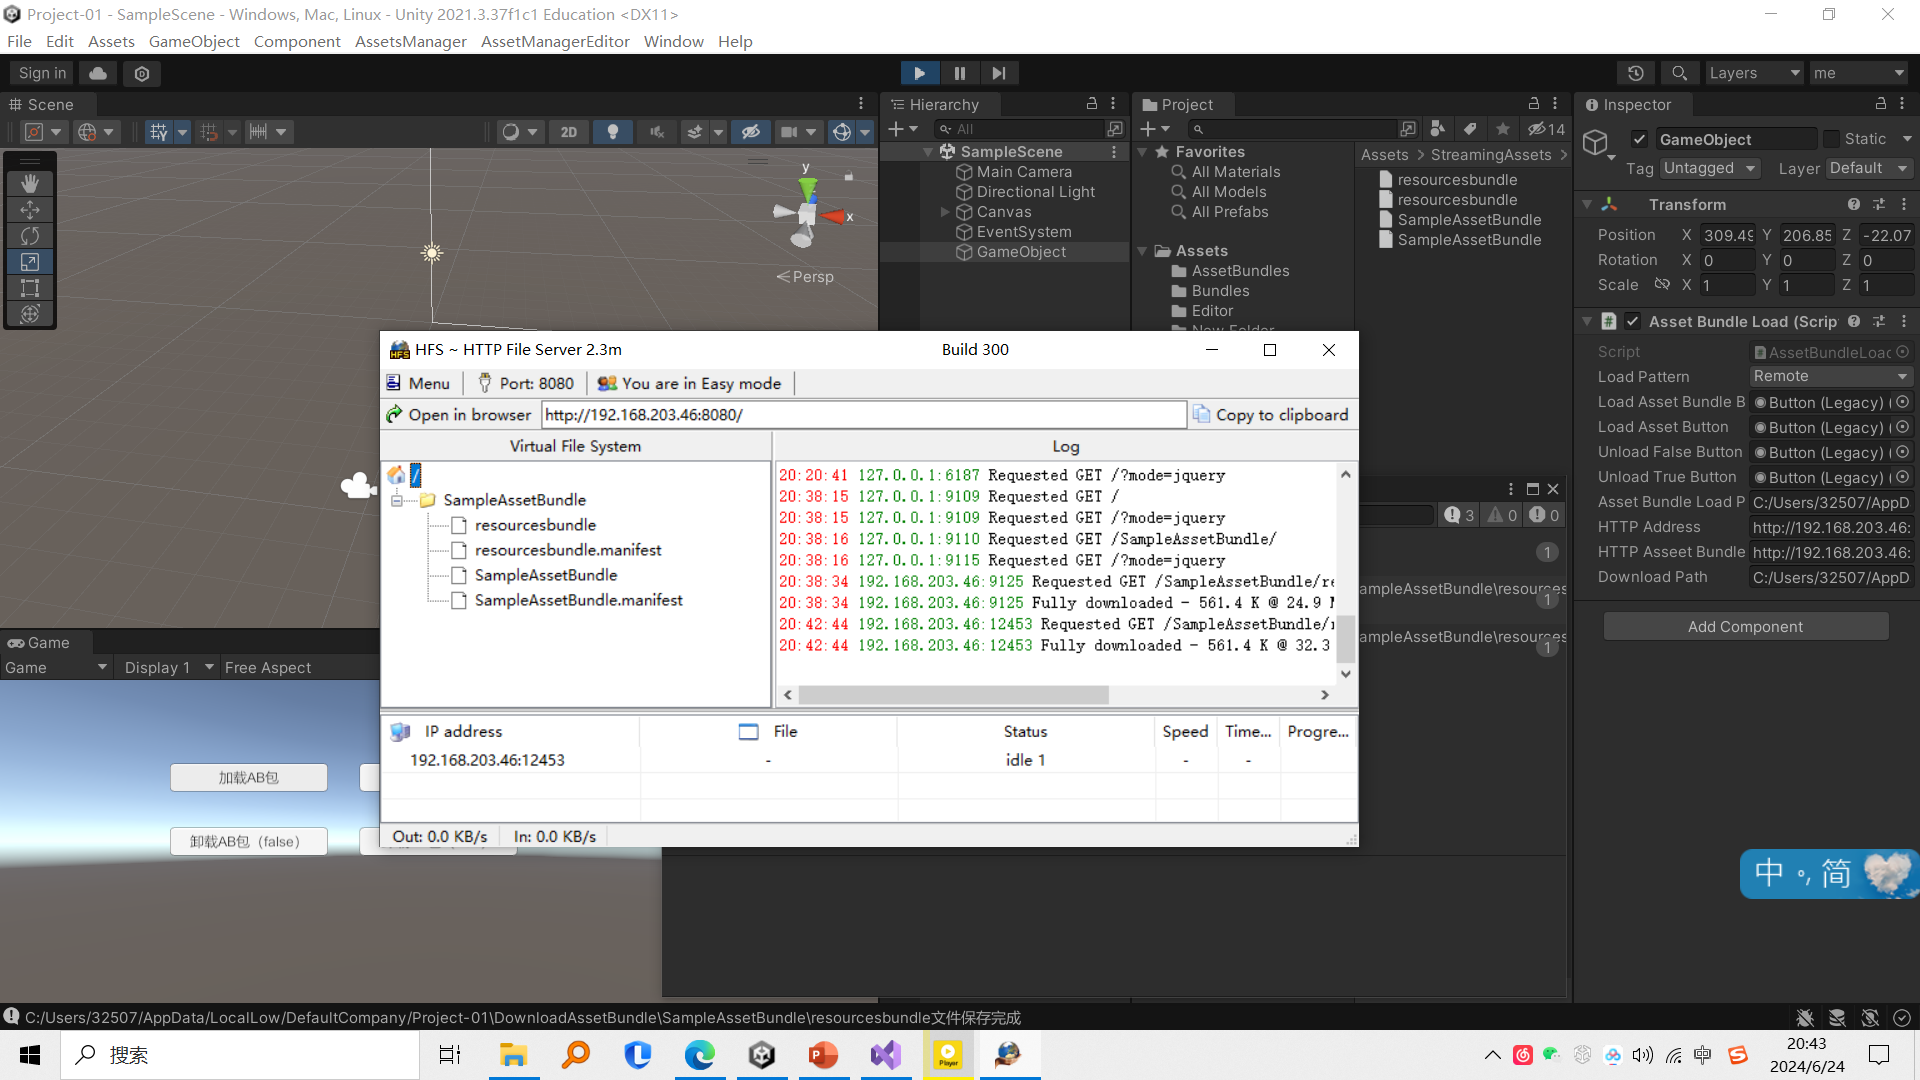 Project-01 - SampleScene - Windows, Mac, Linux - Unity 2021.3.37f1c1 Education <DX11>
File Edit Assets GameObject Component AssetsManager AssetManagerEditor Window Help
Sign in
Layers
me
Scene
2D
y
x
Persp
Hierarchy
All
SampleScene
Main Camera
Directional Light
Canvas
EventSystem
GameObject
Project
14
Favorites
All Materials
All Models
All Prefabs
Assets
AssetBundles
Bundles
Editor
Assets > StreamingAssets >
resourcesbundle
resourcesbundle
SampleAssetBundle
SampleAssetBundle
Inspector
GameObject
Static
Tag Untagged Layer Default
Transform
Position X 309.49 Y 206.85 Z -22.07
Rotation X 0 Y 0 Z 0
Scale X 1 Y 1 Z 1
Asset Bundle Load (Scrip
Script AssetBundleLoad
Load Pattern Remote
Load Asset Bundle B Button (Legacy) (
Load Asset Button Button (Legacy) (
Unload False Button Button (Legacy) (
Unload True Button Button (Legacy) (
Asset Bundle Load P C:/Users/32507/AppD
HTTP Address http://192.168.203.46:
HTTP Asseet Bundle http://192.168.203.46:
Download Path C:/Users/32507/AppD
Add Component
HFS ~ HTTP File Server 2.3m Build 300
Menu Port: 8080 You are in Easy mode
Open in browser http://192.168.203.46:8080/ Copy to clipboard
Virtual File System
/
SampleAssetBundle
resourcesbundle
resourcesbundle.manifest
SampleAssetBundle
SampleAssetBundle.manifest
Log
20:20:41 127.0.0.1:6187 Requested GET /?mode=jquery
20:38:15 127.0.0.1:9109 Requested GET /
20:38:15 127.0.0.1:9109 Requested GET /?mode=jquery
20:38:16 127.0.0.1:9110 Requested GET /SampleAssetBundle/
20:38:16 127.0.0.1:9115 Requested GET /?mode=jquery
20:38:34 192.168.203.46:9125 Requested GET /SampleAssetBundle/re
20:38:34 192.168.203.46:9125 Fully downloaded - 561.4 K @ 24.9
20:42:44 192.168.203.46:12453 Requested GET /SampleAssetBundle/
20:42:44 192.168.203.46:12453 Fully downloaded - 561.4 K @ 32.3
IP address File Status Speed Time... Progre...
192.168.203.46:12453 - idle 1 - -
Out: 0.0 KB/s In: 0.0 KB/s
3 0 0
1
ampleAssetBundle\resources
1
ampleAssetBundle\resources
1
Game
Game Display 1 Free Aspect
加载AB包
卸载AB包（false）
中 °, 简
C:/Users/32507/AppData/LocalLow/DefaultCompany/Project-01\DownloadAssetBundle\SampleAssetBundle\resourcesbundle文件保存完成
搜索
Player
中
20:43
2024/6/24